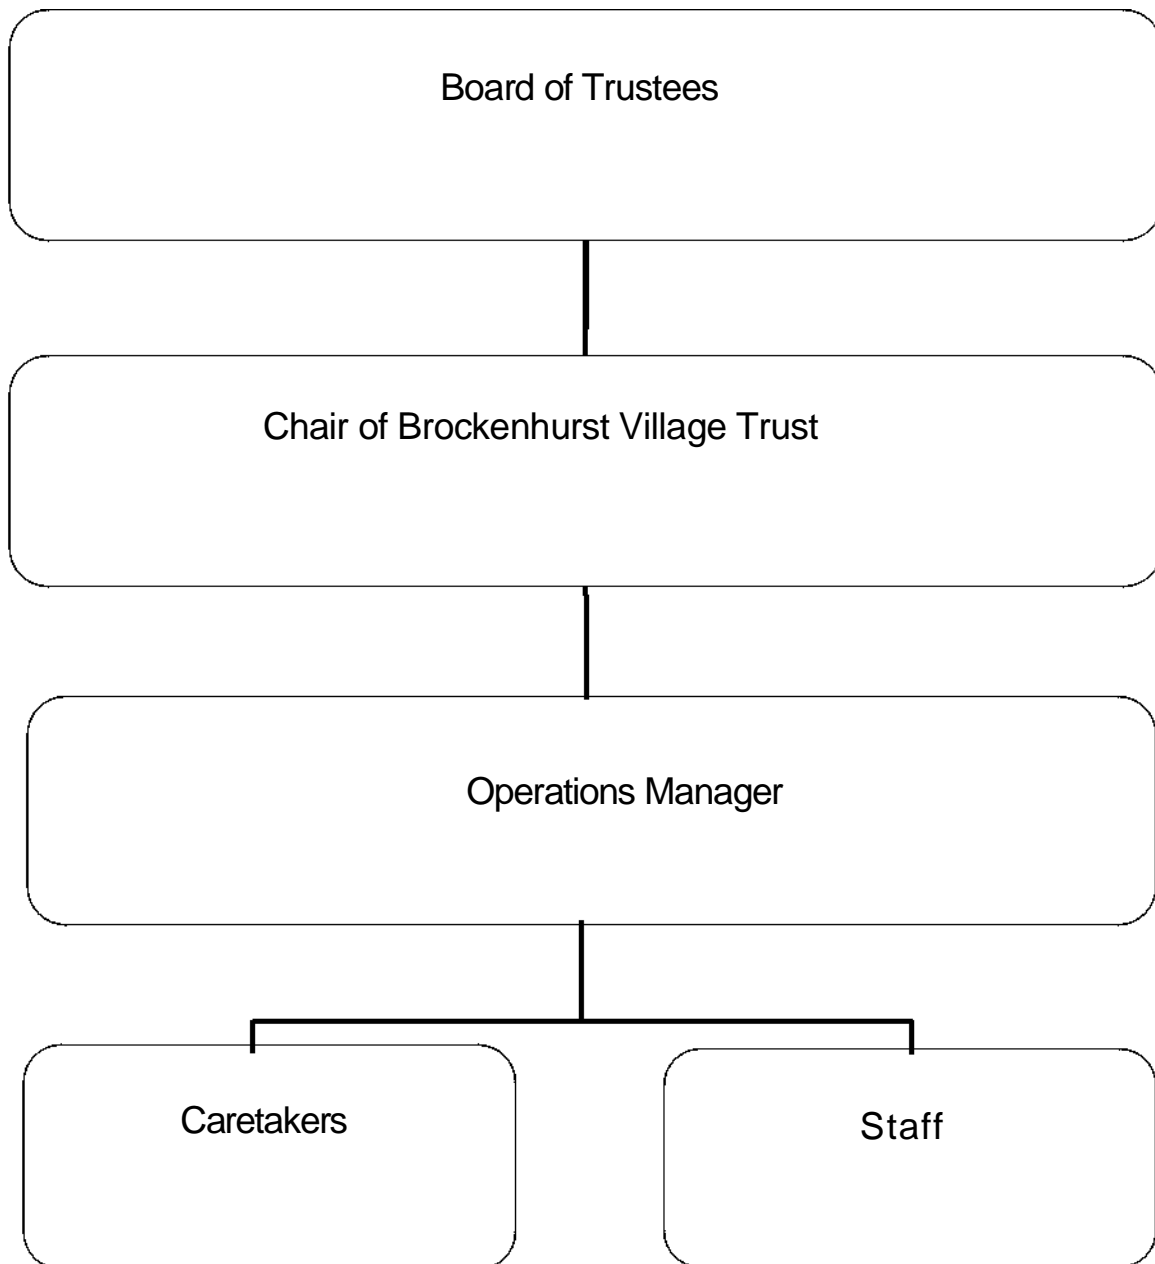 Board of Trustees
Chair of Brockenhurst Village Trust
Operations Manager
Caretakers
Staff